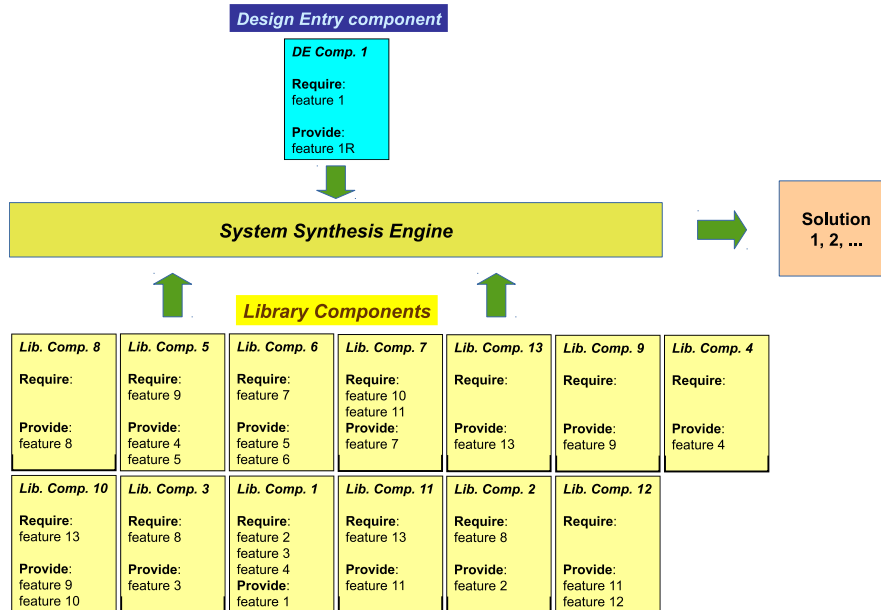 Design Entry component
DE Comp. 1
Require:
feature 1
Provide:
feature 1R
System Synthesis Engine
Solution
1, 2, ...
Library Components
Lib. Comp. 8
Require:
Provide:
feature 8
Lib. Comp. 5
Require:
feature 9
Provide:
feature 4
feature 5
Lib. Comp. 6
Require:
feature 7
Provide:
feature 5
feature 6
Lib. Comp. 7
Require:
feature 10
feature 11
Provide:
feature 7
Lib. Comp. 13
Require:
Provide:
feature 13
Lib. Comp. 9
Require:
Provide:
feature 9
Lib. Comp. 4
Require:
Provide:
feature 4
Lib. Comp. 10
Require:
feature 13
Provide:
feature 9
feature 10
Lib. Comp. 3
Require:
feature 8
Provide:
feature 3
Lib. Comp. 1
Require:
feature 2
feature 3
feature 4
Provide:
feature 1
Lib. Comp. 11
Require:
feature 13
Provide:
feature 11
Lib. Comp. 2
Require:
feature 8
Provide:
feature 2
Lib. Comp. 12
Require:
Provide:
feature 11
feature 12